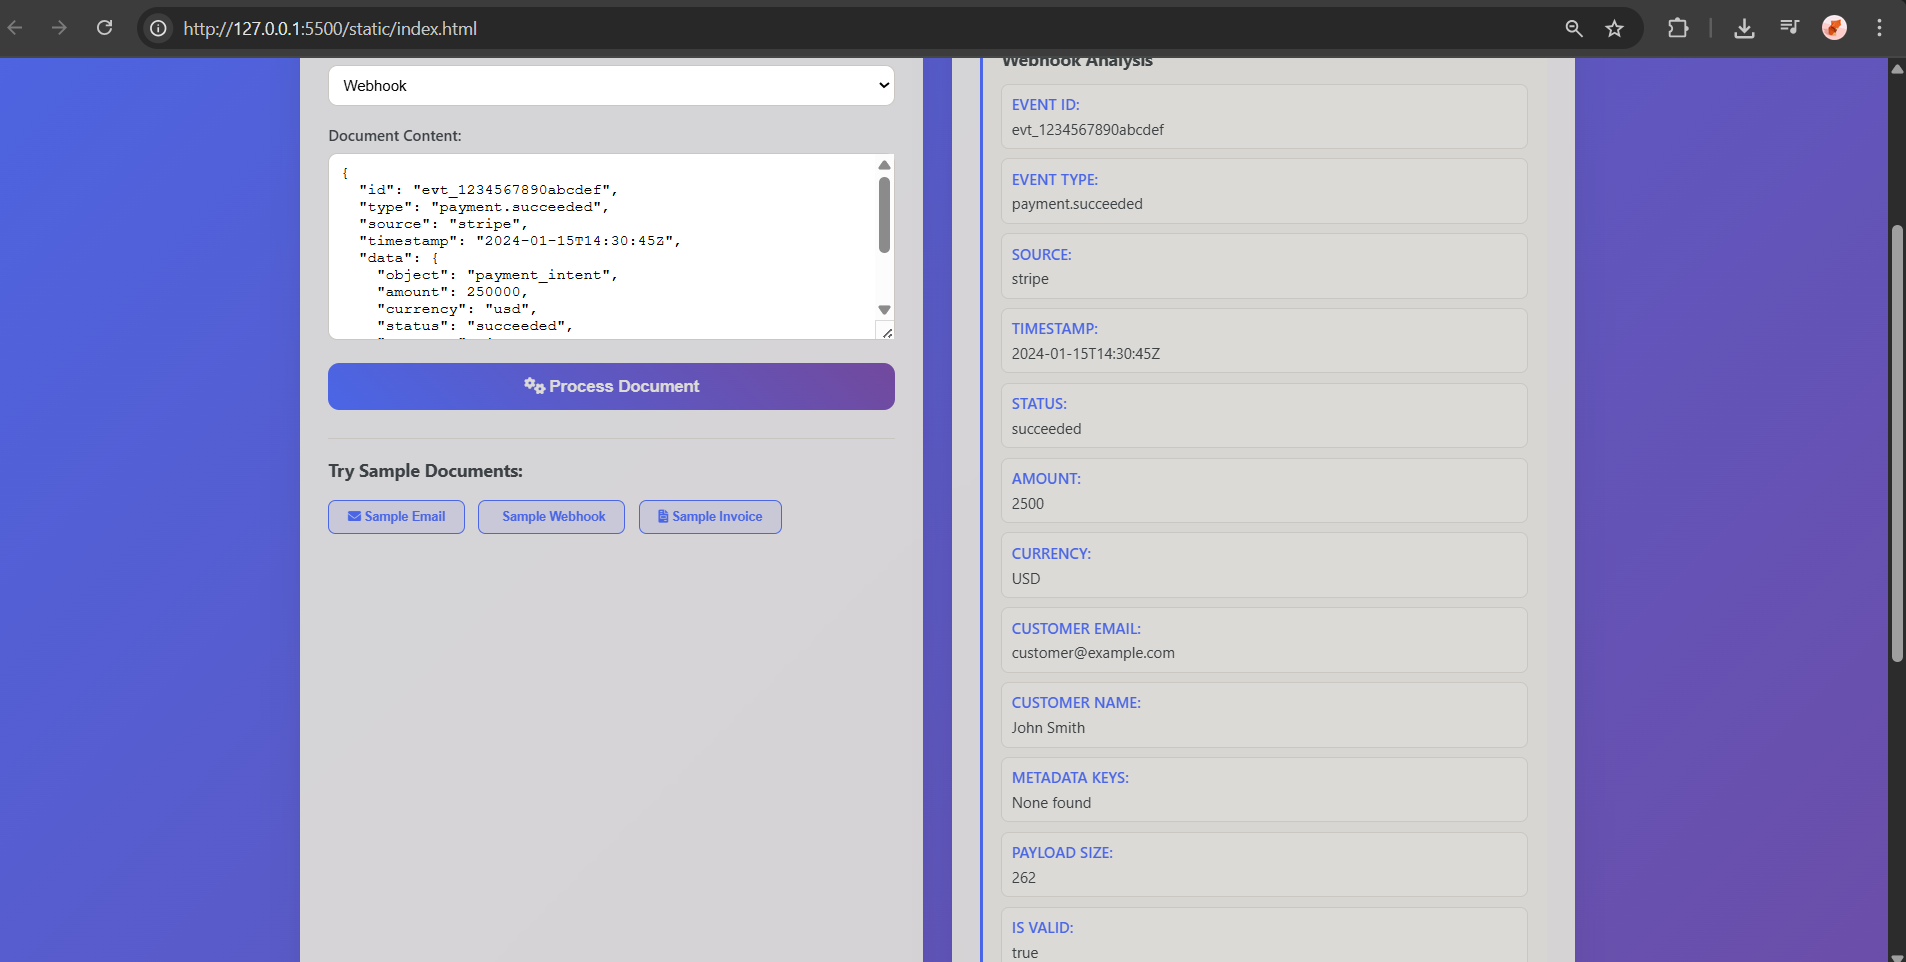 http://127.0.0.1:5500/static/index.html
Webhook
Document Content:
{
"id": "evt_1234567890abcdef",
"type": "payment.succeeded",
"source": "stripe",
"timestamp": "2024-01-15T14:30:45Z",
"data": {
"object": "payment_intent",
"amount": 250000,
"currency": "usd",
"status": "succeeded",
Process Document
Try Sample Documents:
Sample Email
Sample Webhook
Sample Invoice
Webhook Analysis
EVENT ID:
evt_1234567890abcdef
EVENT TYPE:
payment.succeeded
SOURCE:
stripe
TIMESTAMP:
2024-01-15T14:30:45Z
STATUS:
succeeded
AMOUNT:
2500
CURRENCY:
USD
CUSTOMER EMAIL:
customer@example.com
CUSTOMER NAME:
John Smith
METADATA KEYS:
None found
PAYLOAD SIZE:
262
IS VALID:
true